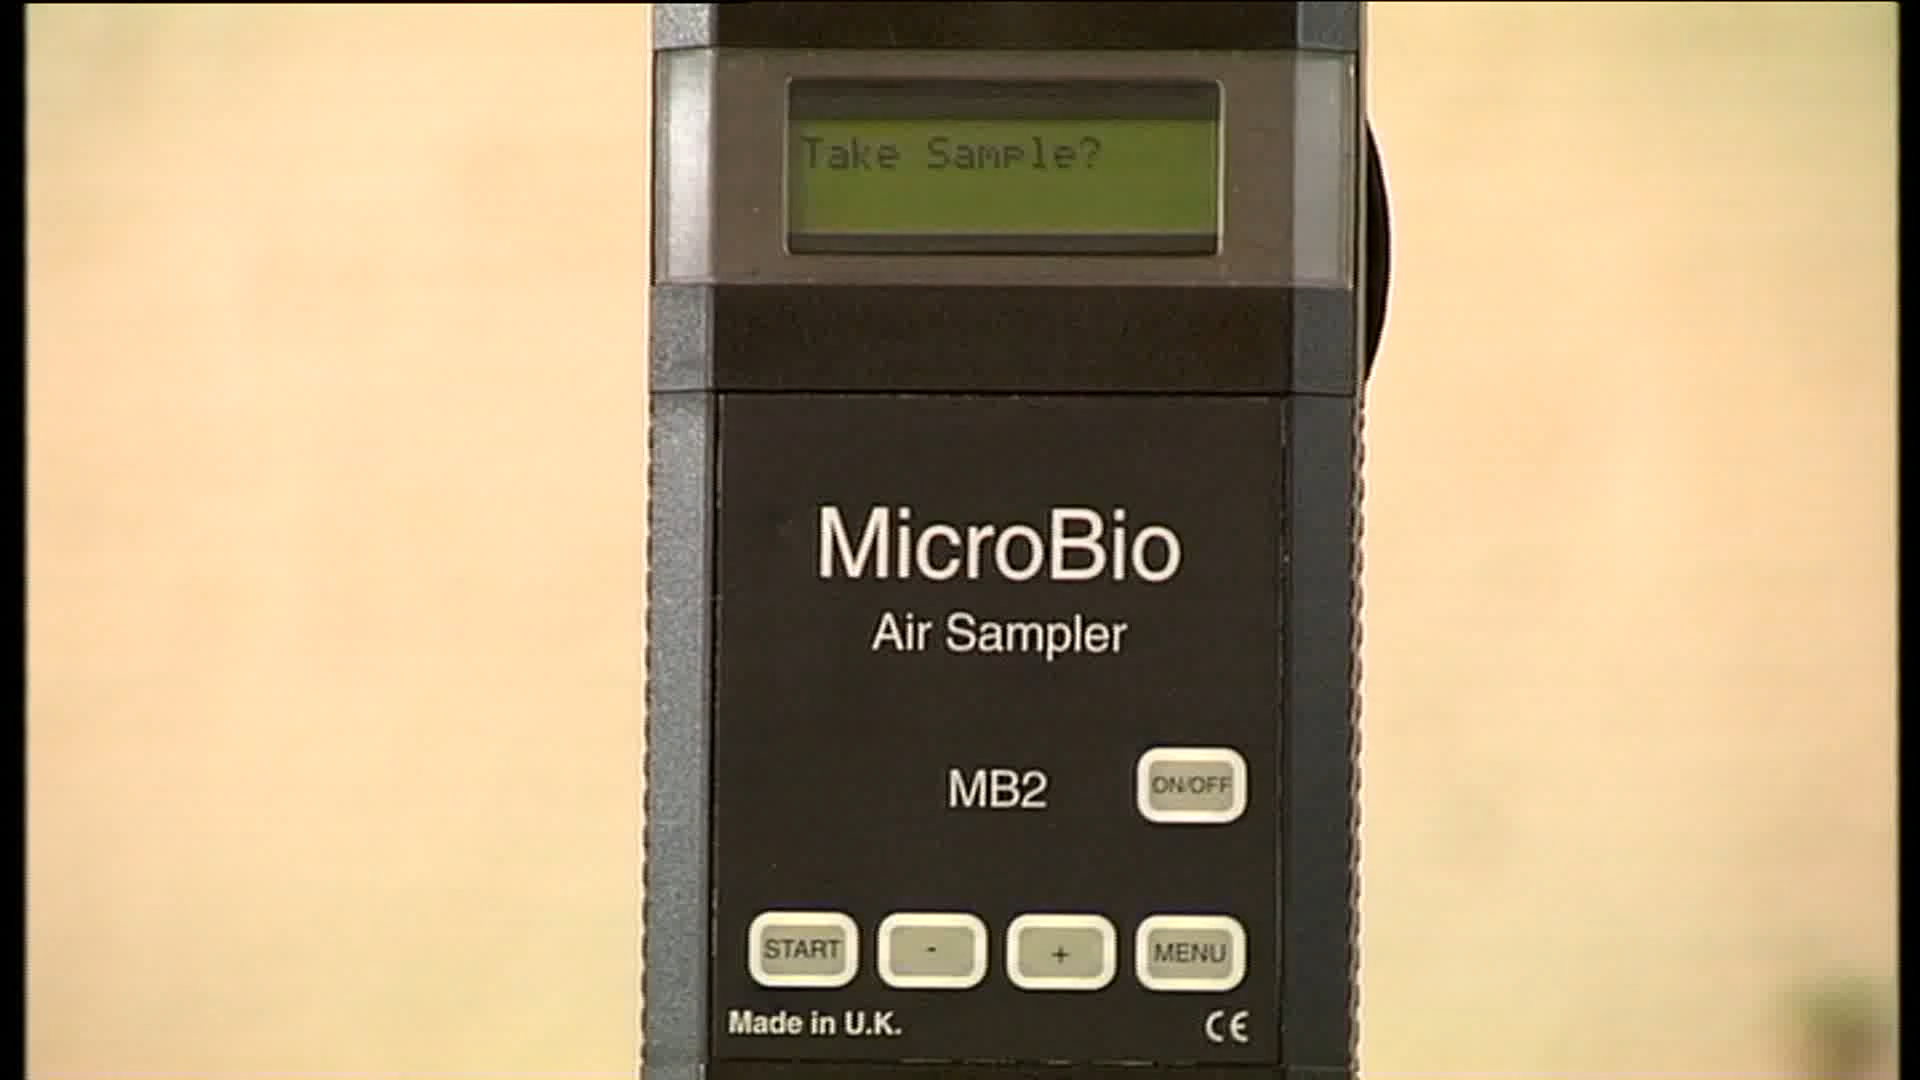 Take Sample?
MicroBio
Air Sampler
MB2
ON/OFF
START - + MENU
Made in U.K. CE